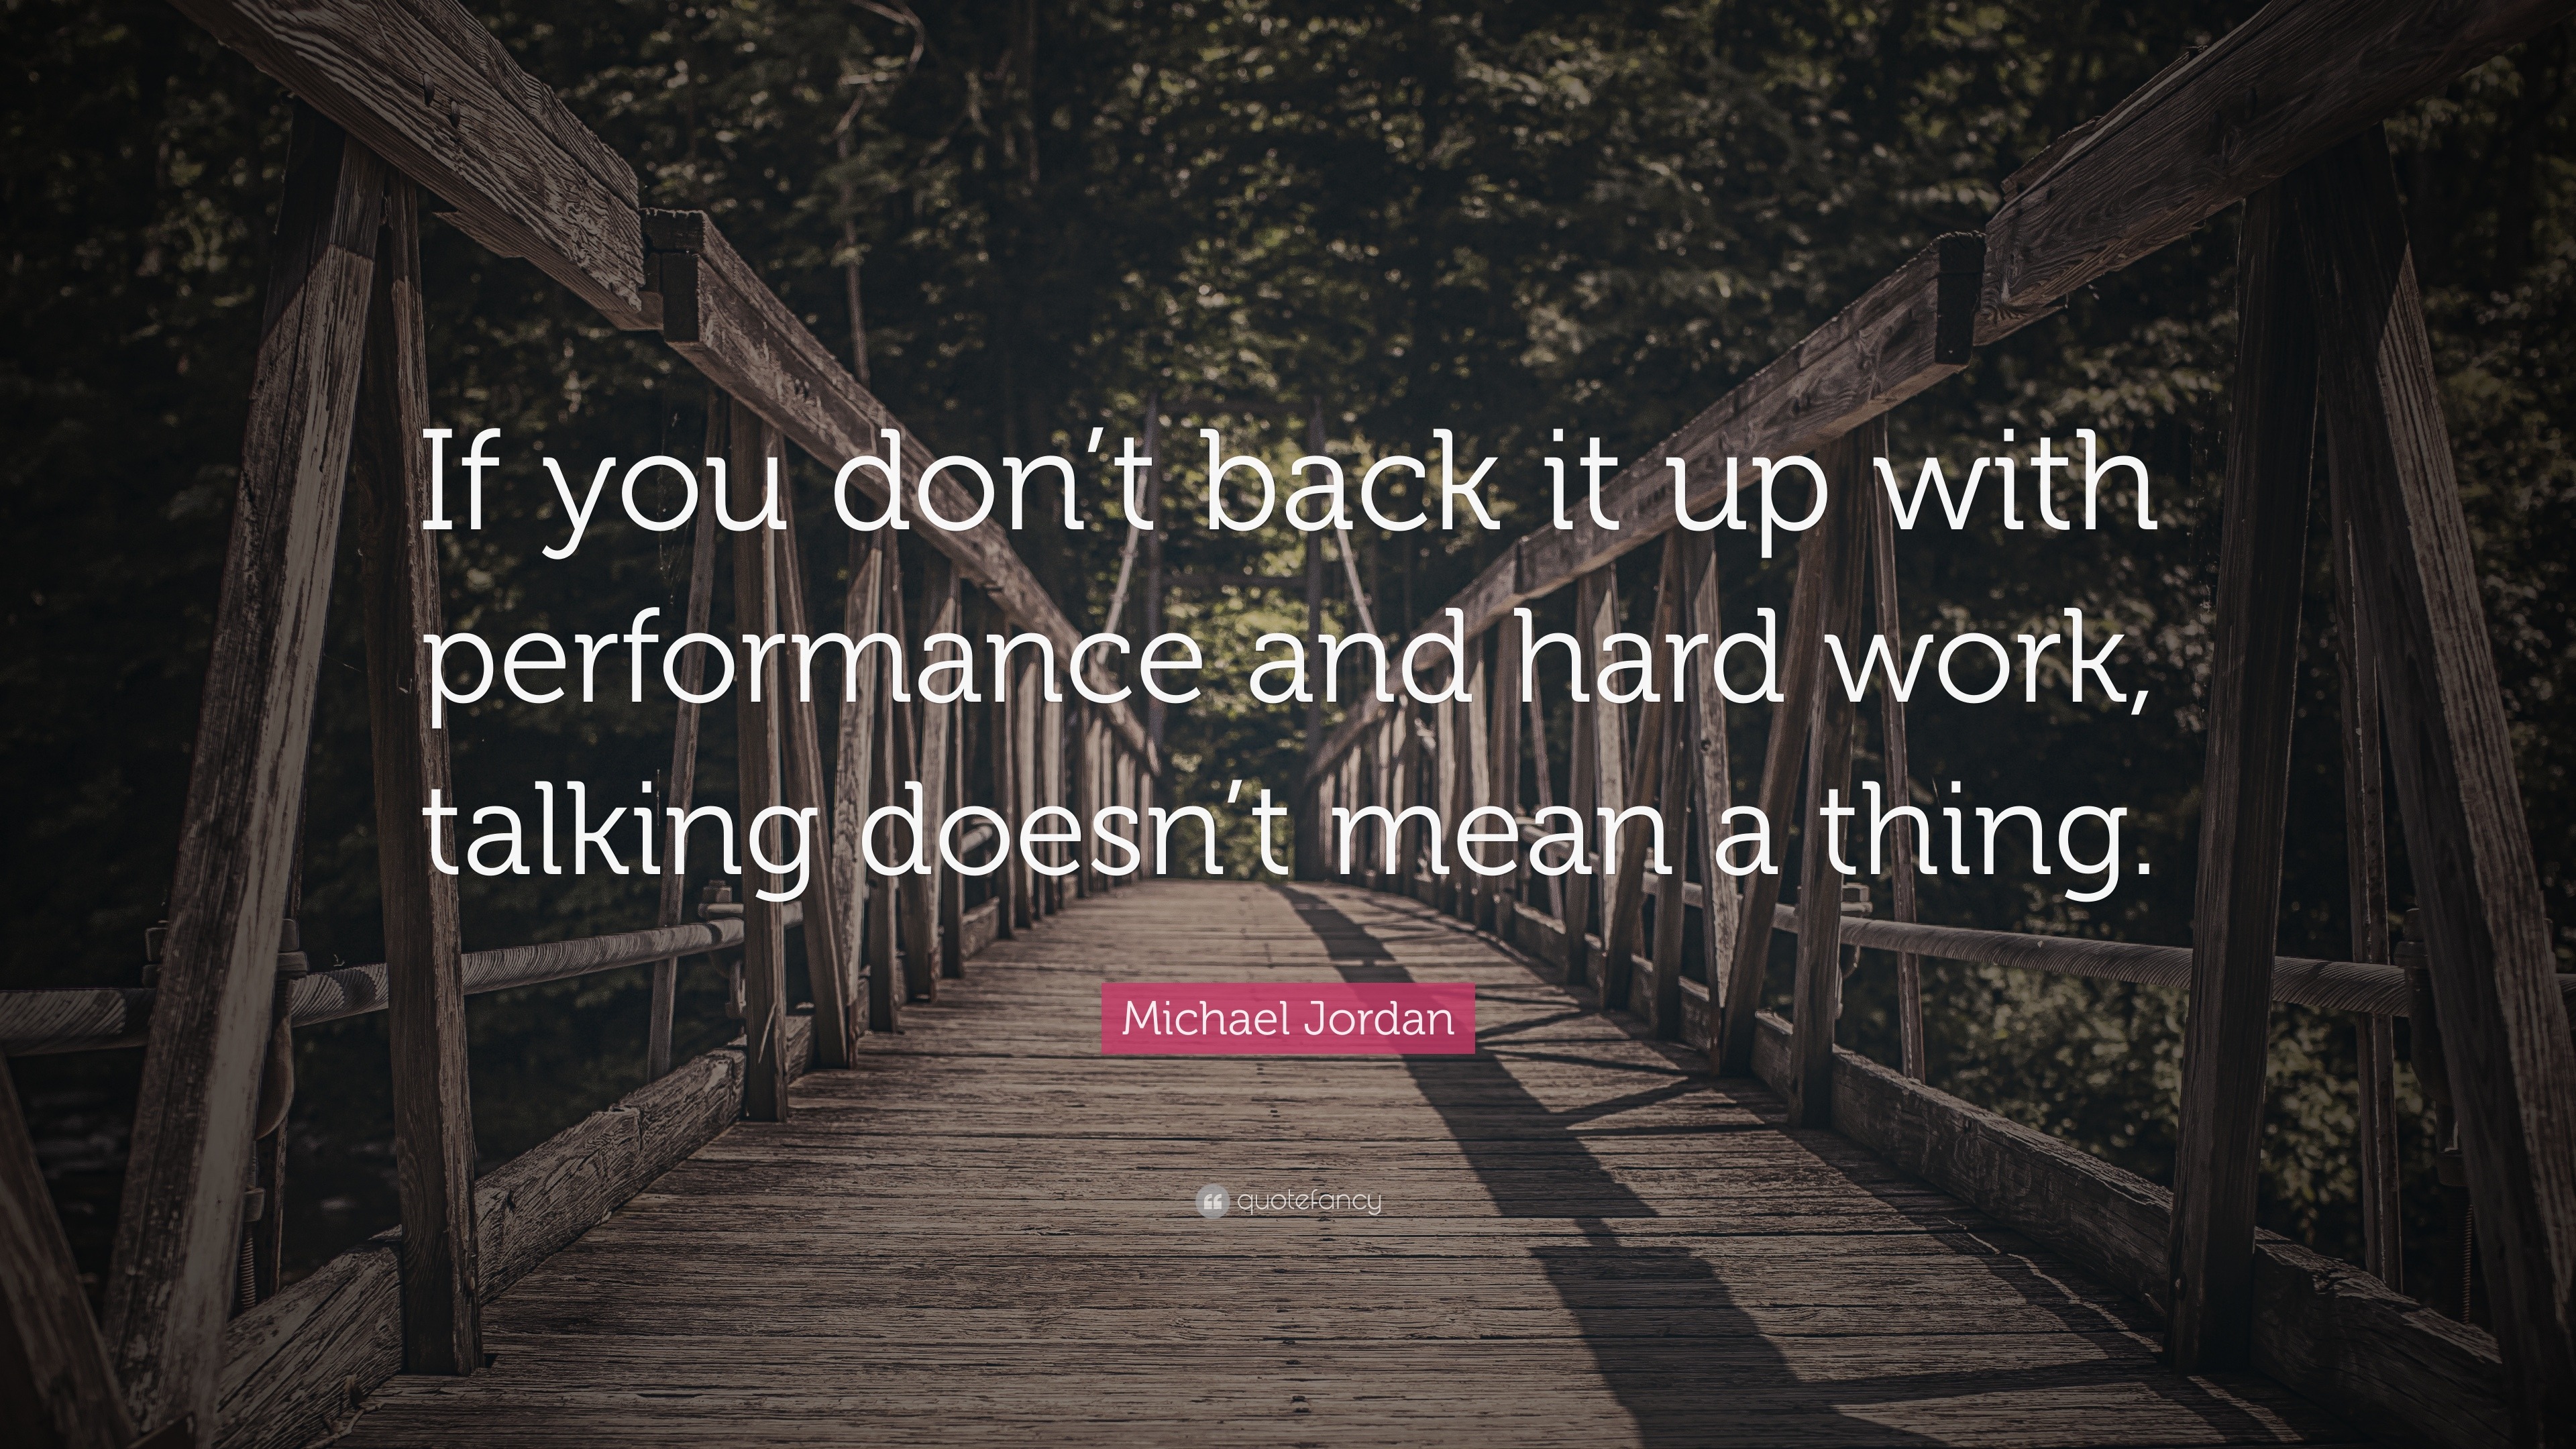 If you don’t back it up with
performance and hard work,
talking doesn’t mean a thing.
Michael Jordan
quotefancy